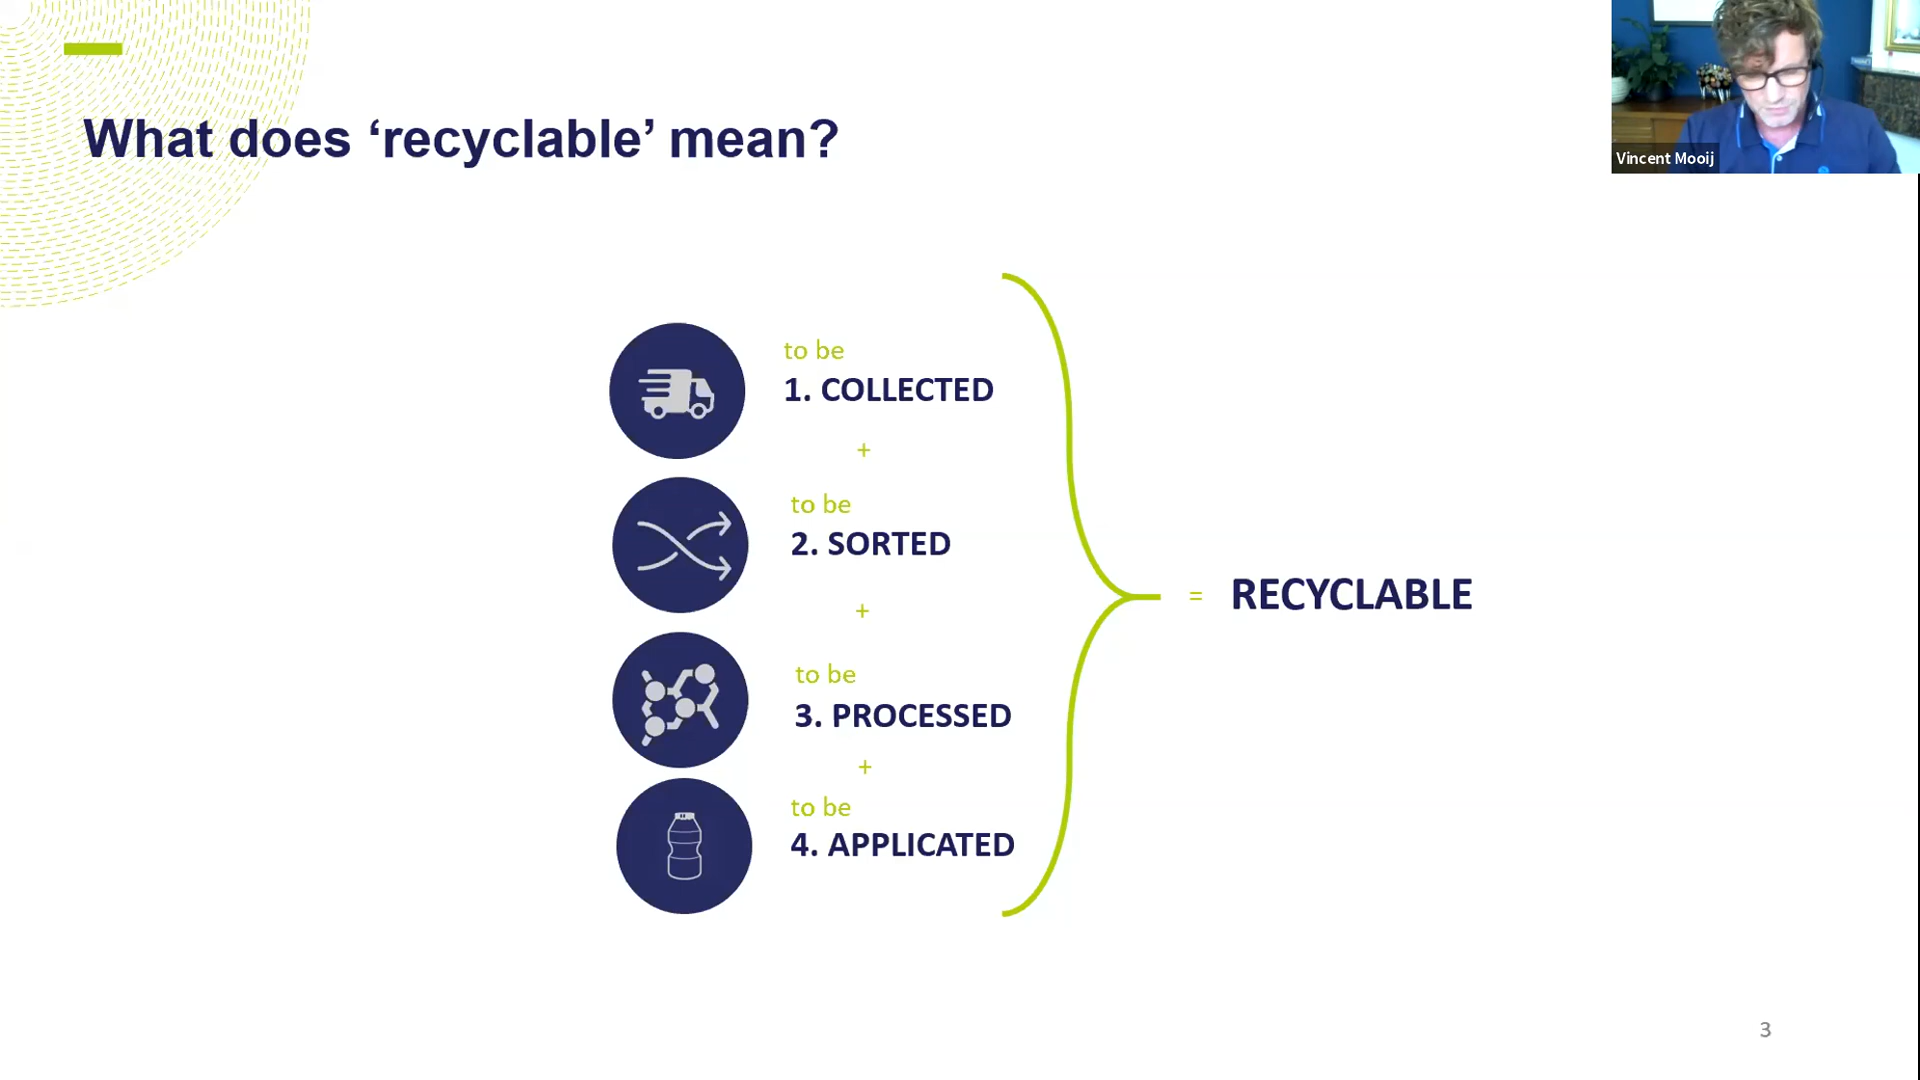 What does ‘recyclable’ mean?
Vincent Mooij
to be
1. COLLECTED
+
to be
2. SORTED
+
to be
3. PROCESSED
+
to be
4. APPLICATED
= RECYCLABLE
3